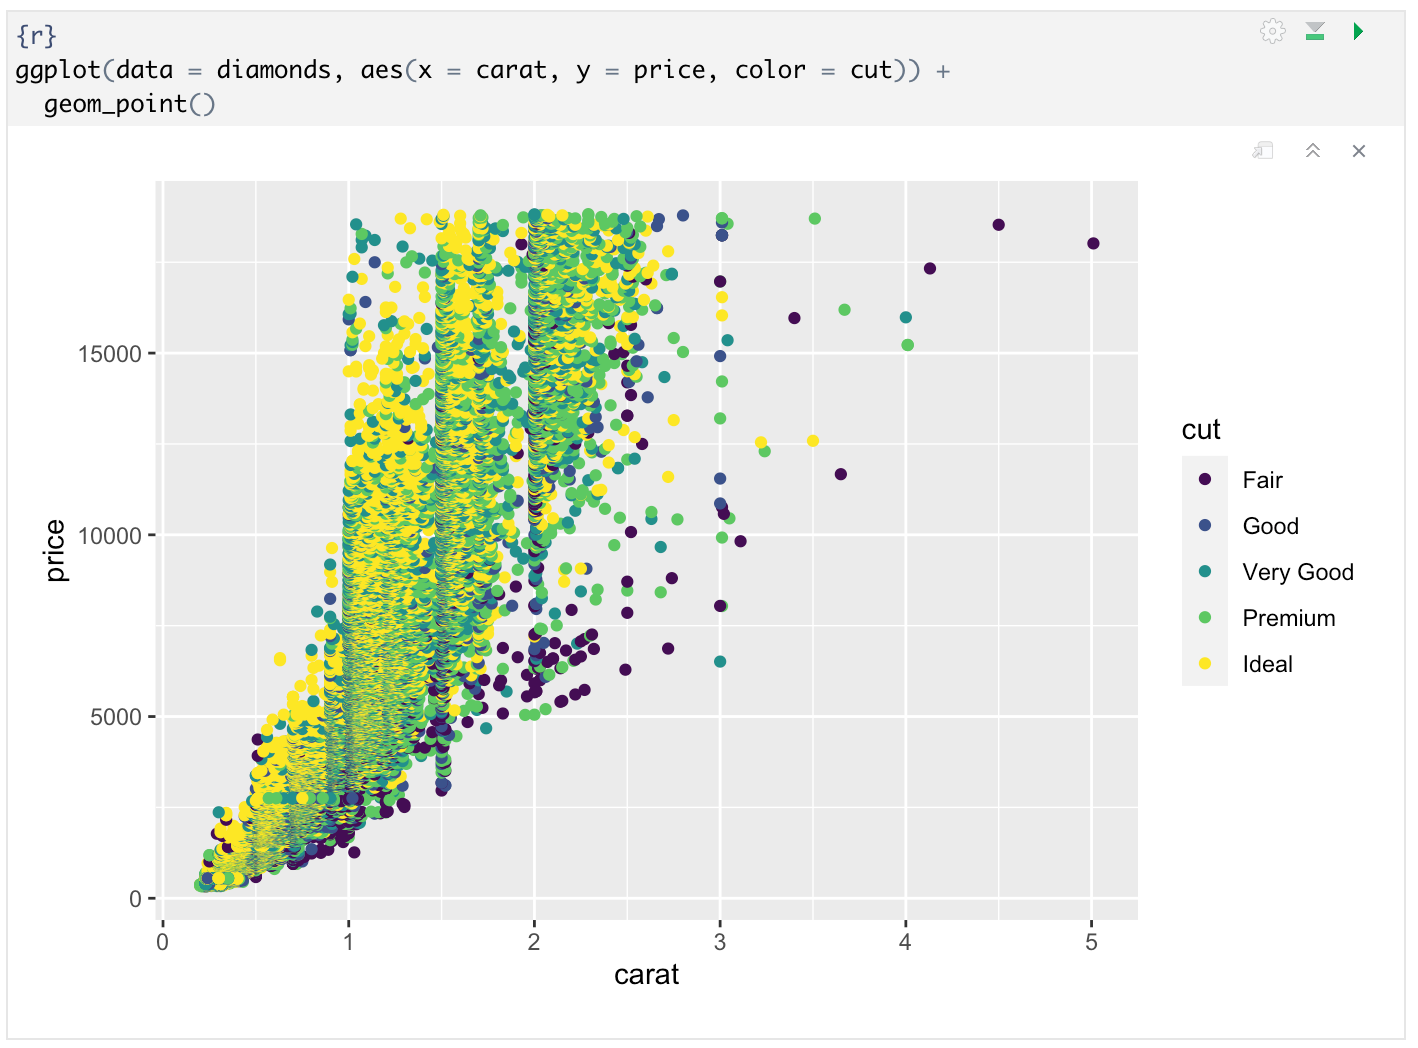 {r}
ggplot(data = diamonds, aes(x = carat, y = price, color = cut)) +
  geom_point()
15000
10000
5000
0
price
0 1 2 3 4 5
carat
cut
Fair
Good
Very Good
Premium
Ideal